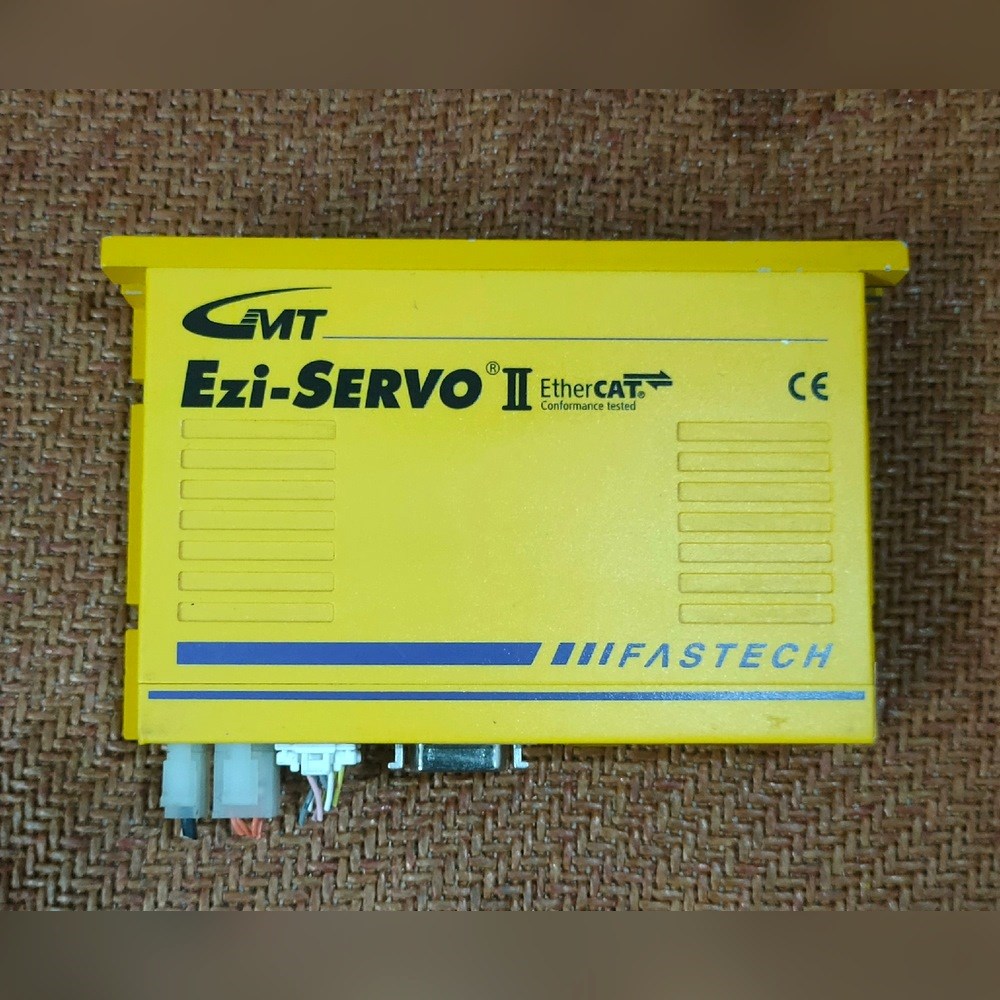 GMT
Ezi-SERVO® II EtherCAT® CE
Conformance tested
FASTECH